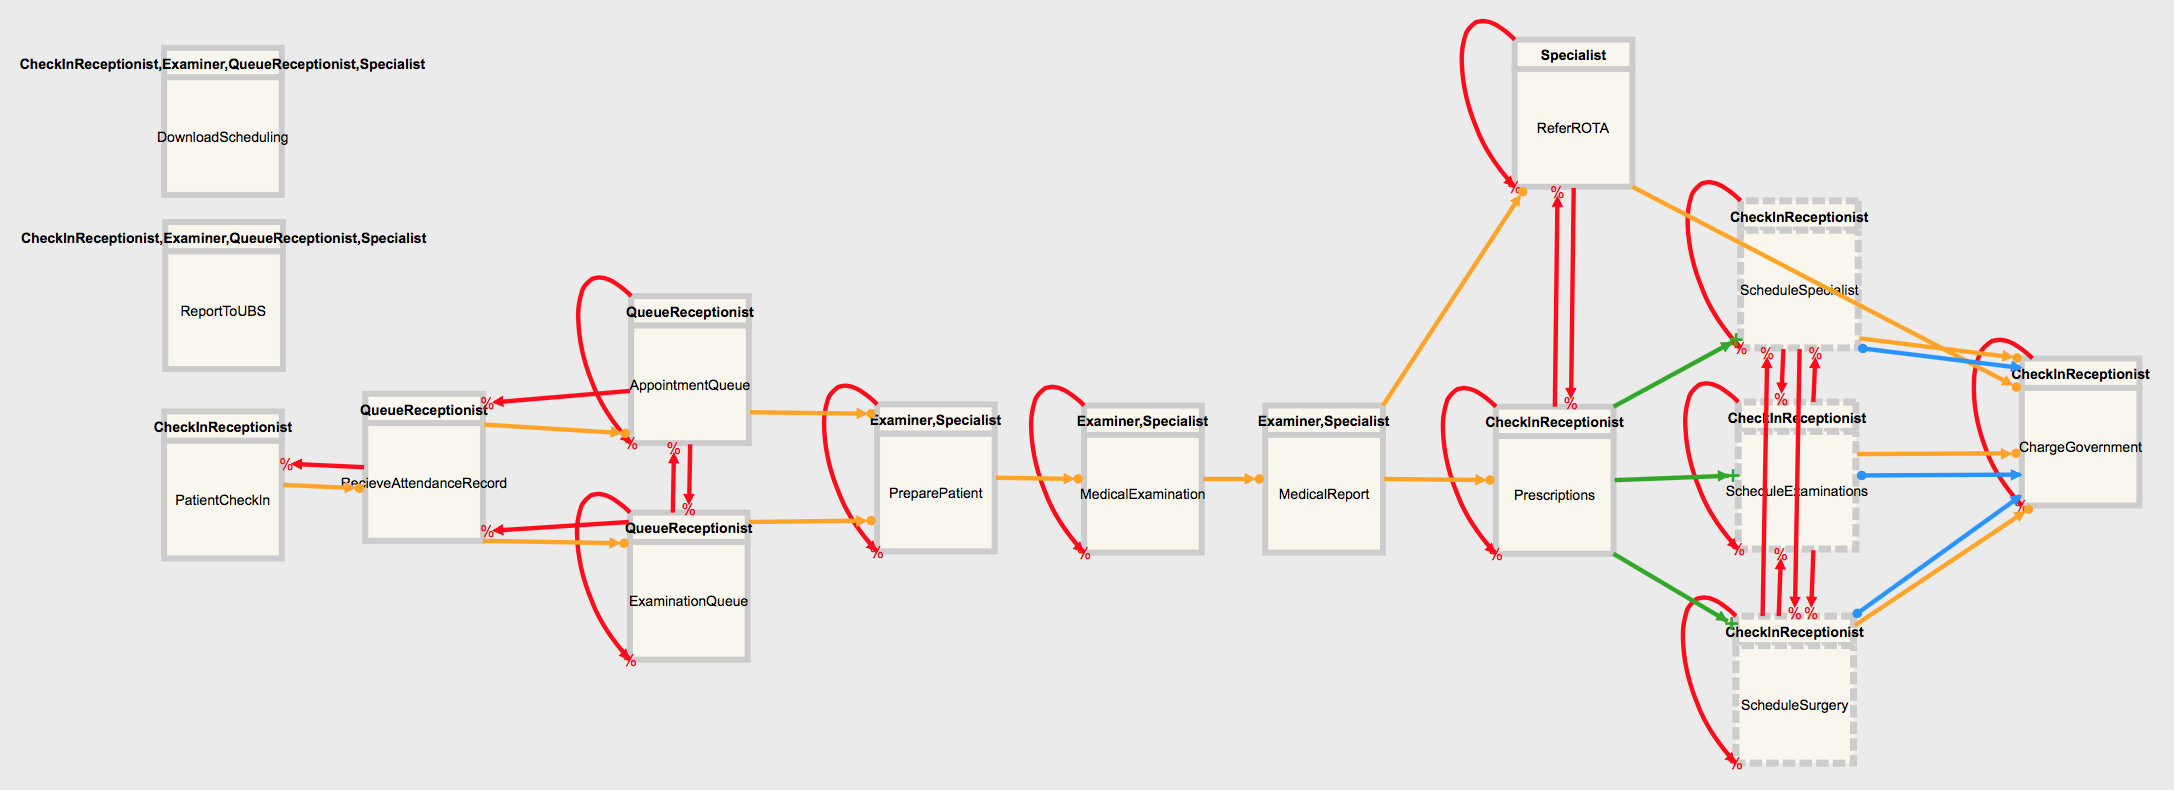 CheckInReceptionist,Examiner,QueueReceptionist,Specialist
DownloadScheduling
CheckInReceptionist,Examiner,QueueReceptionist,Specialist
ReportToUBS
CheckInReceptionist
PatientCheckIn
%
QueueReceptionist
RecieveAttendanceRecord
%
%
QueueReceptionist
AppointmentQueue
%
%
%
QueueReceptionist
ExaminationQueue
%
Examiner,Specialist
PreparePatient
%
Examiner,Specialist
MedicalExamination
%
Examiner,Specialist
MedicalReport
Specialist
ReferROTA
%
%
%
CheckInReceptionist
Prescriptions
%
CheckInReceptionist
ScheduleSpecialist
+
%
%
%
%
CheckInReceptionist
+
ScheduleExaminations
%
%
%
%
+
CheckInReceptionist
ScheduleSurgery
%
CheckInReceptionist
ChargeGovernment
%